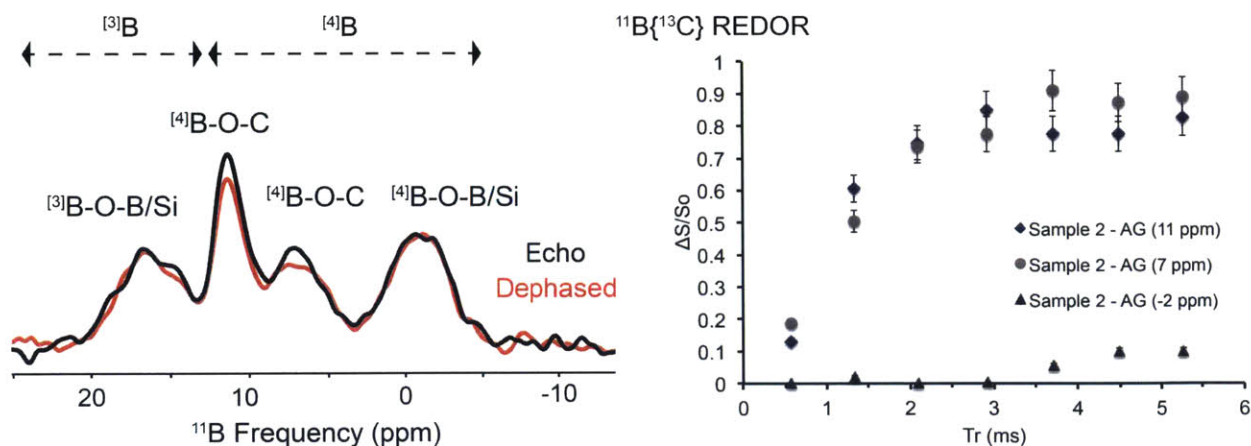 [3]B
[4]B
[4]B-O-C
[3]B-O-B/Si
[4]B-O-C
[4]B-O-B/Si
Echo
Dephased
20
10
0
-10
11B Frequency (ppm)
11B{13C} REDOR
1
0.9
0.8
0.7
0.6
0.5
0.4
0.3
0.2
0.1
0
ΔS/So
Sample 2 - AG (11 ppm)
Sample 2 - AG (7 ppm)
Sample 2 - AG (-2 ppm)
0
1
2
3
4
5
6
Tr (ms)